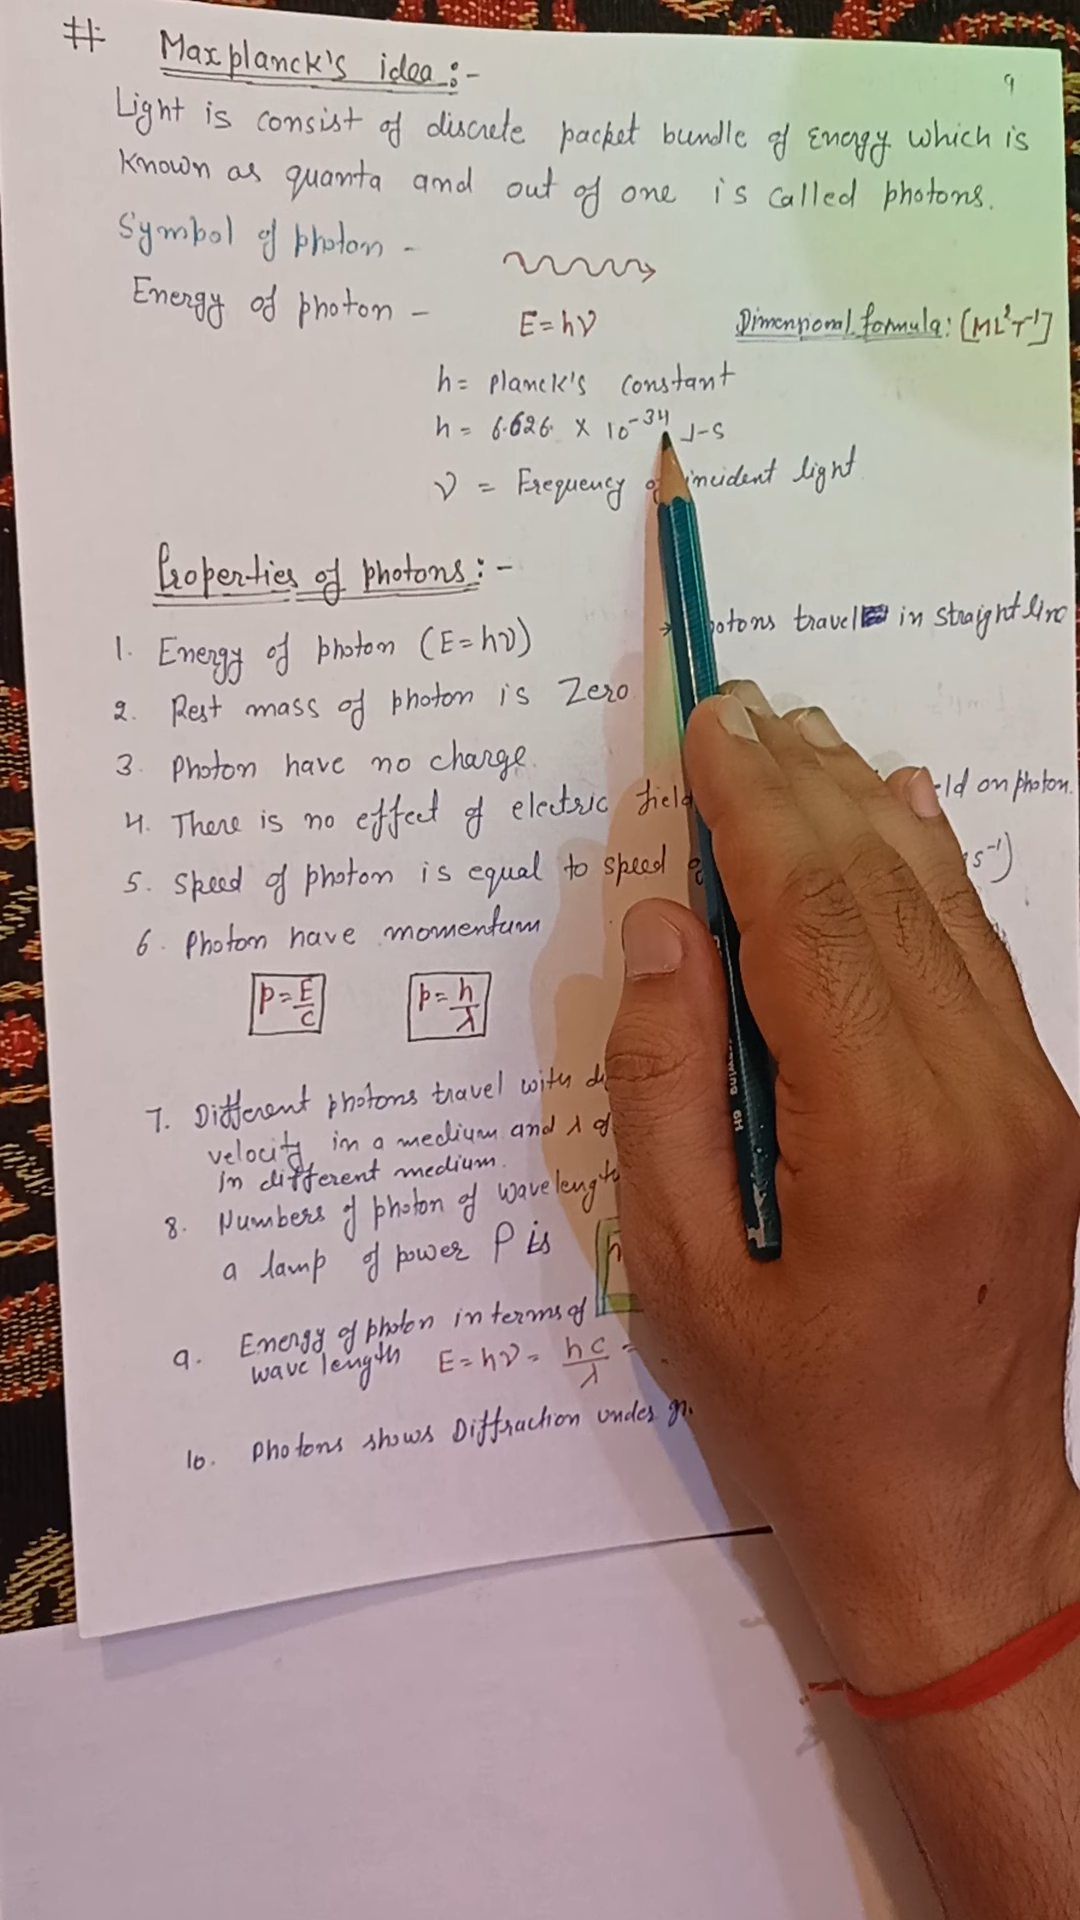 # Maxplanck's idea :-
9
Light is consist of discrete packet bundle of Energy which is
known as quanta and out of one is called photons.
Symbol of photon -
Energy of photon - E=hν
Dimensional formula: [ML²T⁻¹]
h = planck's constant
h = 6.626 × 10⁻³⁴ J-S
ν = Frequency of incident light
Properties of photons :-
1. Energy of photon (E=hν)
→ photons travel in straight line
2. Rest mass of photon is Zero
3. Photon have no charge.
4. There is no effect of electric field on photon.
5. Speed of photon is equal to speed s⁻¹)
6. Photon have momentum
p=E/c p=h/λ
7. Different photons travel with
velocity in a medium and λ of
in different medium.
8. Numbers of photon of wavelength
a lamp of power P is
9. Energy of photon in terms of
wave length E=hν= hc/λ =
10. Photons shows Diffraction under